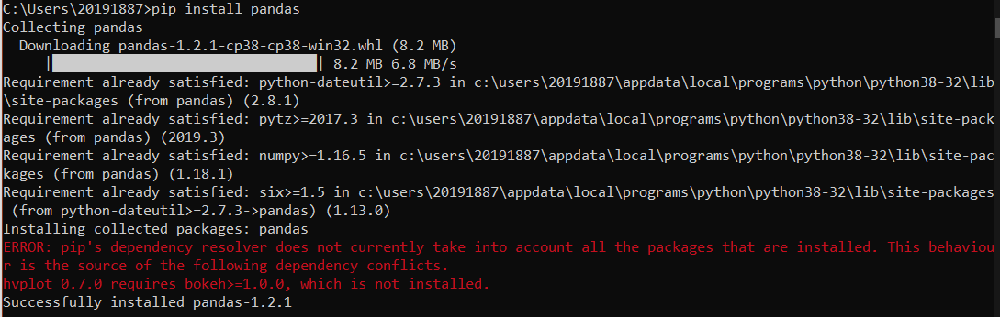 C:\Users\20191887>pip install pandas
Collecting pandas
  Downloading pandas-1.2.1-cp38-cp38-win32.whl (8.2 MB)
     |████████████████████████████████| 8.2 MB 6.8 MB/s
Requirement already satisfied: python-dateutil>=2.7.3 in c:\users\20191887\appdata\local\programs\python\python38-32\lib
\site-packages (from pandas) (2.8.1)
Requirement already satisfied: pytz>=2017.3 in c:\users\20191887\appdata\local\programs\python\python38-32\lib\site-pack
ages (from pandas) (2019.3)
Requirement already satisfied: numpy>=1.16.5 in c:\users\20191887\appdata\local\programs\python\python38-32\lib\site-pac
kages (from pandas) (1.18.1)
Requirement already satisfied: six>=1.5 in c:\users\20191887\appdata\local\programs\python\python38-32\lib\site-packages
 (from python-dateutil>=2.7.3->pandas) (1.13.0)
Installing collected packages: pandas
ERROR: pip's dependency resolver does not currently take into account all the packages that are installed. This behaviou
r is the source of the following dependency conflicts.
hvplot 0.7.0 requires bokeh>=1.0.0, which is not installed.
Successfully installed pandas-1.2.1